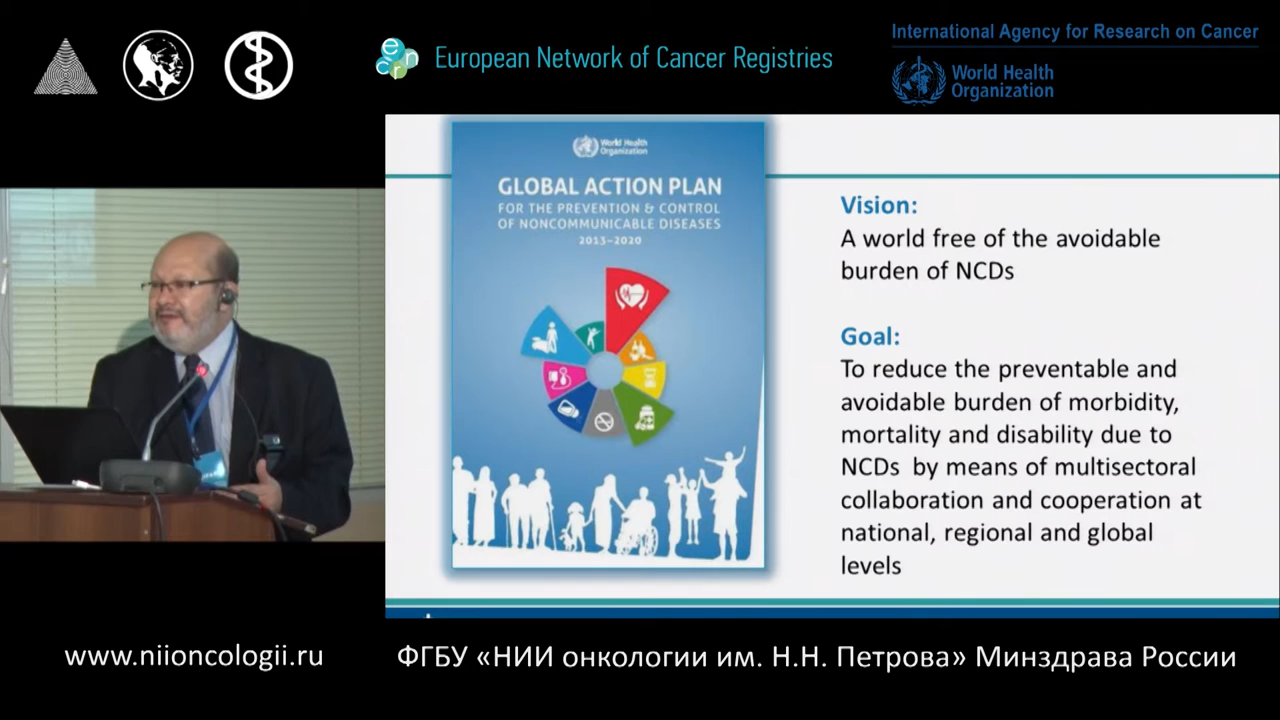 European Network of Cancer Registries
International Agency for Research on Cancer
World Health
Organization
World Health
Organization
GLOBAL ACTION PLAN
FOR THE PREVENTION & CONTROL
OF NONCOMMUNICABLE DISEASES
2013-2020
Vision:
A world free of the avoidable
burden of NCDs
Goal:
To reduce the preventable and
avoidable burden of morbidity,
mortality and disability due to
NCDs by means of multisectoral
collaboration and cooperation at
national, regional and global
levels
www.niioncologii.ru
ФГБУ «НИИ онкологии им. Н.Н. Петрова» Минздрава России